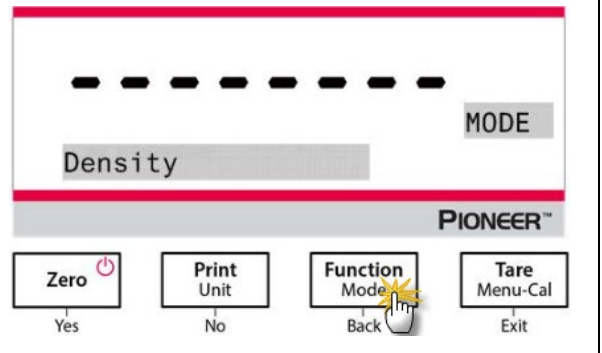 --------
MODE
Density
PIONEER™
Zero
Print
Unit
Function
Mode
Tare
Menu-Cal
Yes
No
Back
Exit